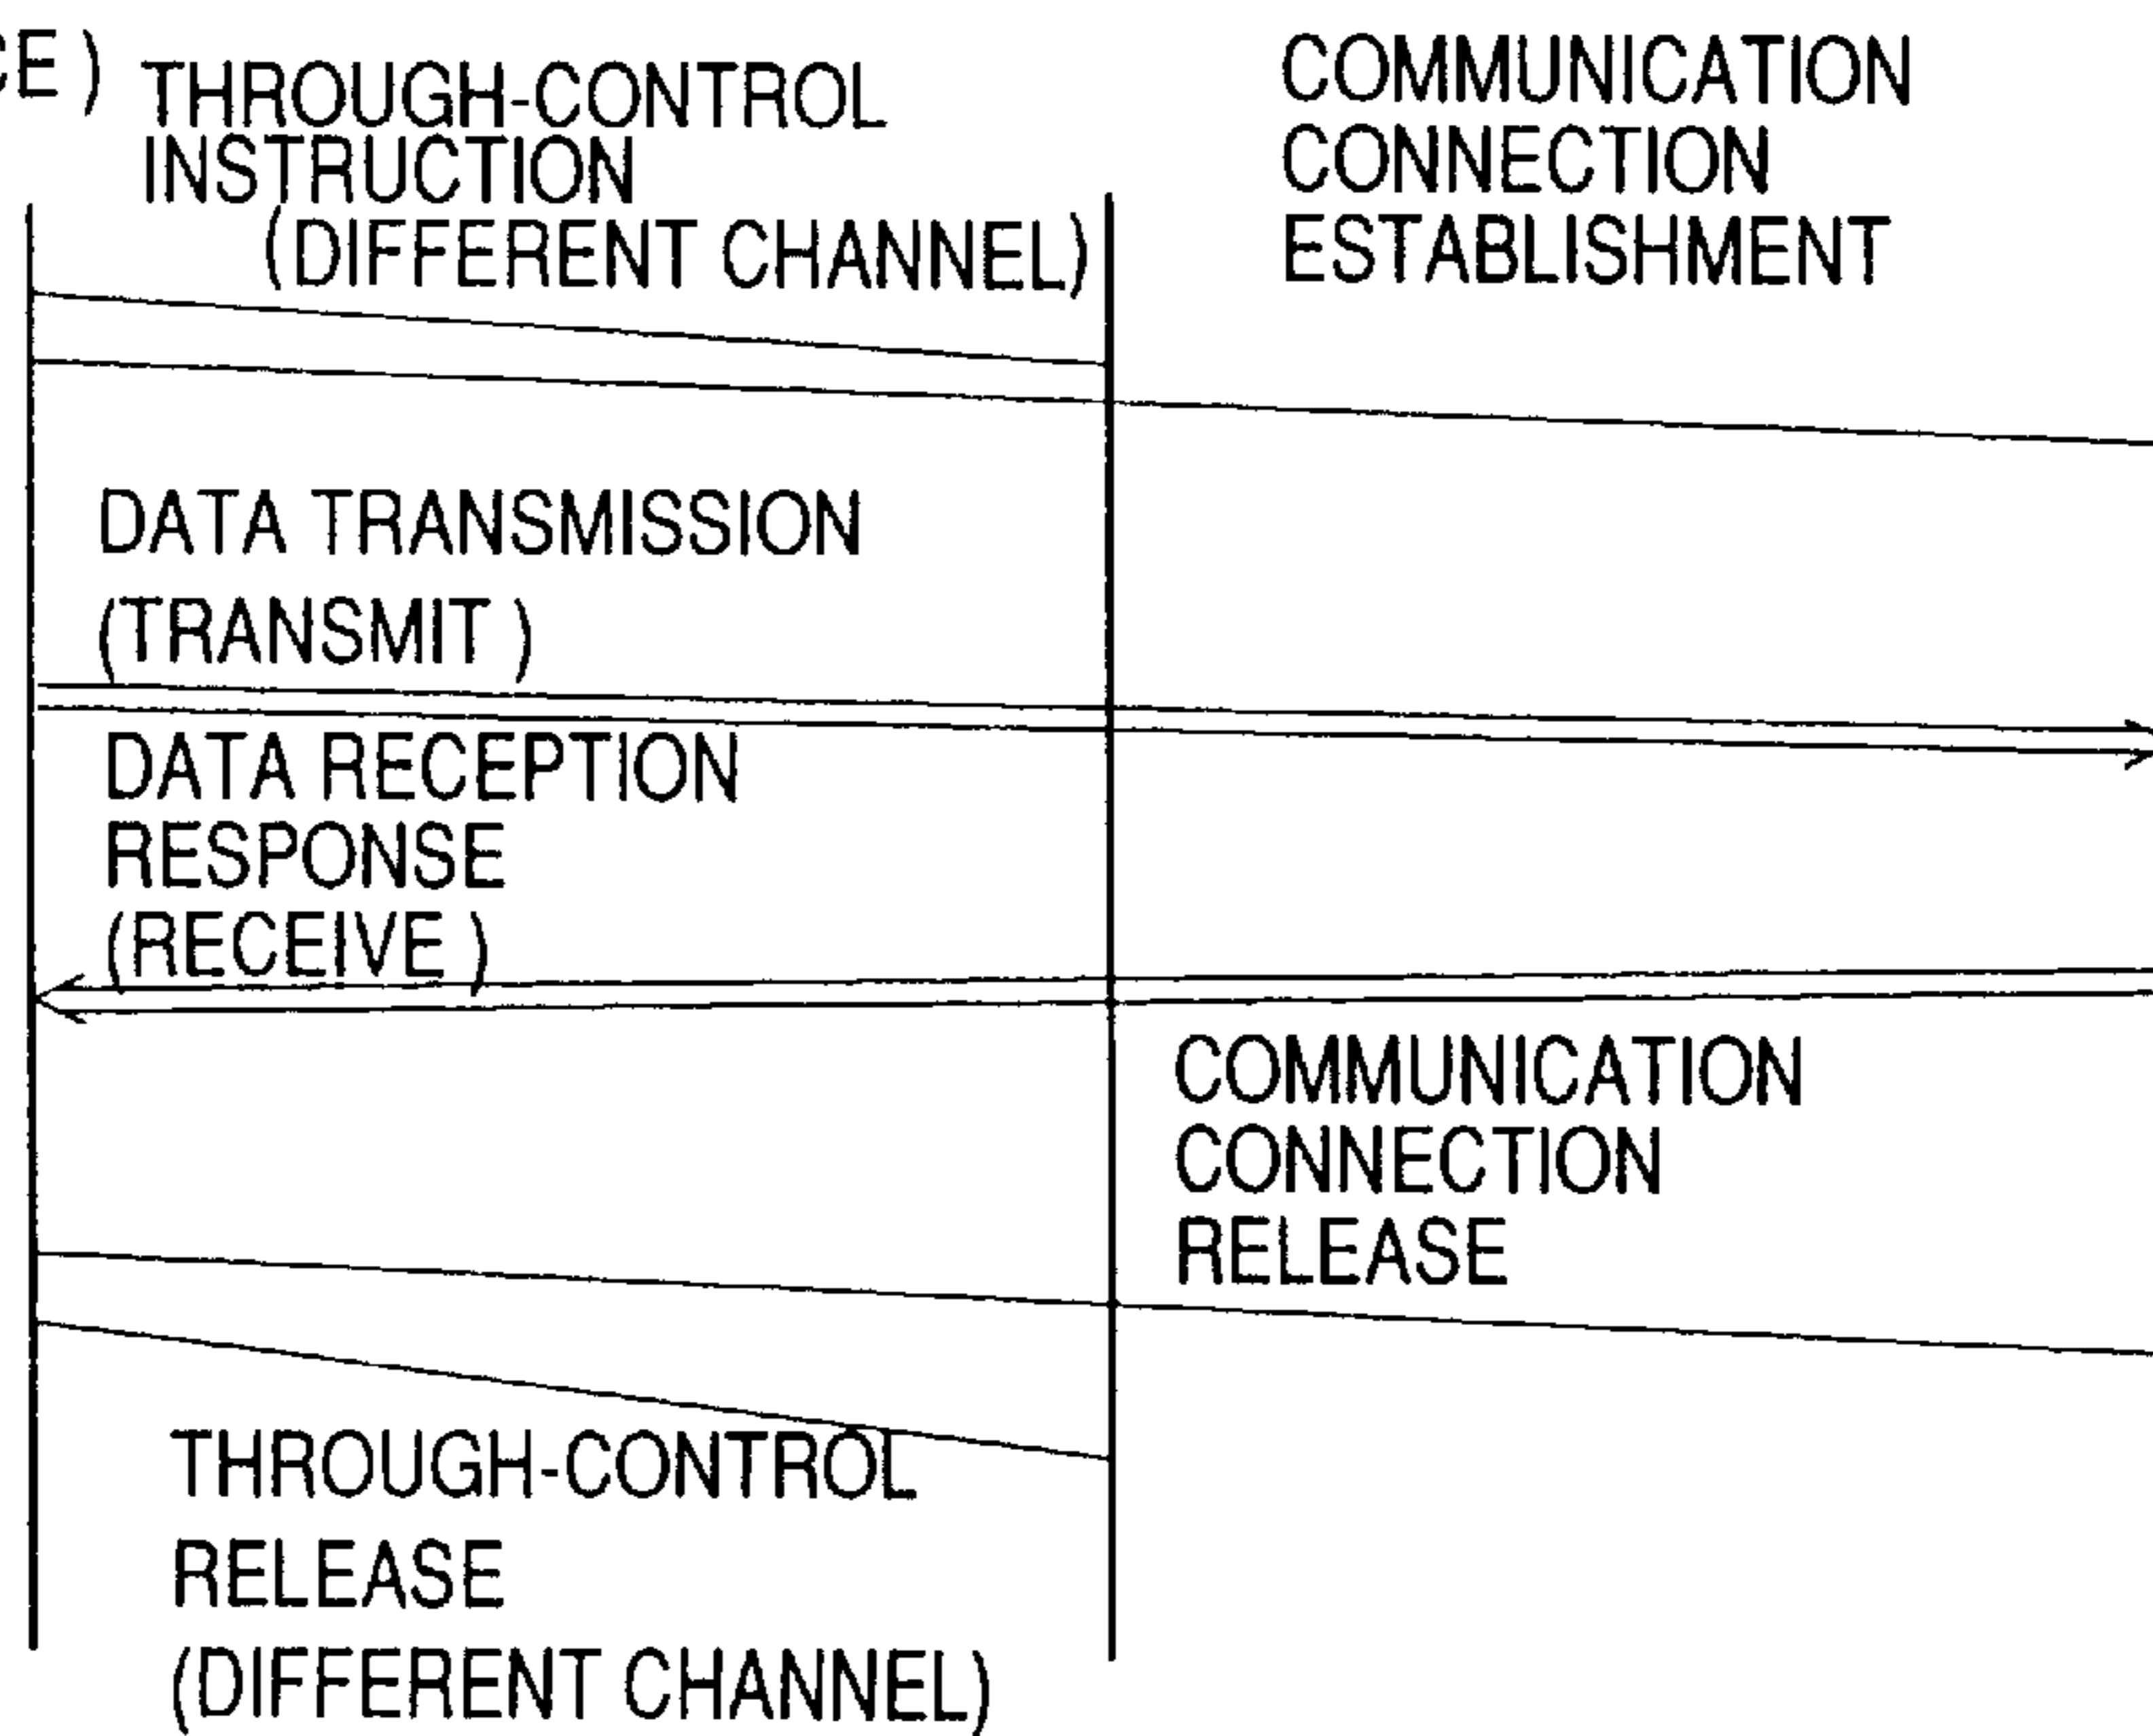 THROUGH-CONTROL
INSTRUCTION
(DIFFERENT CHANNEL)
COMMUNICATION
CONNECTION
ESTABLISHMENT
DATA TRANSMISSION
(TRANSMIT )
DATA RECEPTION
RESPONSE
(RECEIVE )
COMMUNICATION
CONNECTION
RELEASE
THROUGH-CONTROL
RELEASE
(DIFFERENT CHANNEL)